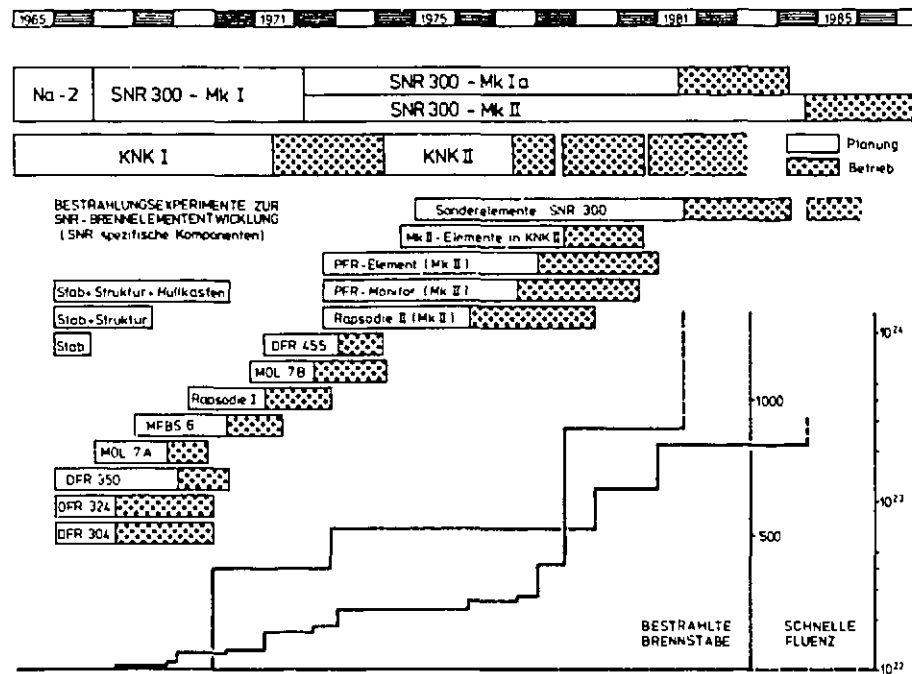 1965 1971 1975 1981 1985
Na-2 SNR 300 - Mk I SNR 300 - Mk Ia
SNR 300 - Mk II
KNK I KNK II
Planung
Betrieb
BESTRAHLUNGSEXPERIMENTE ZUR
SNR-BRENNELEMENTENTWICKLUNG
(SNR spezifische Komponenten)
Sonderelemente SNR 300
Mk II-Elemente in KNK II
PFR-Element (Mk II)
Stab+Struktur+Hullkasten PFR-Monitor (Mk II)
Stab+Struktur Rapsodie II (Mk II)
Stab DFR 455
MOL 7B
Rapsodie I
MFBS 6
MOL 7A
DFR 350
DFR 324
DFR 304
10²⁴
1000
10²³
500
10²²
BESTRAHLTE
BRENNSTABE
SCHNELLE
FLUENZ